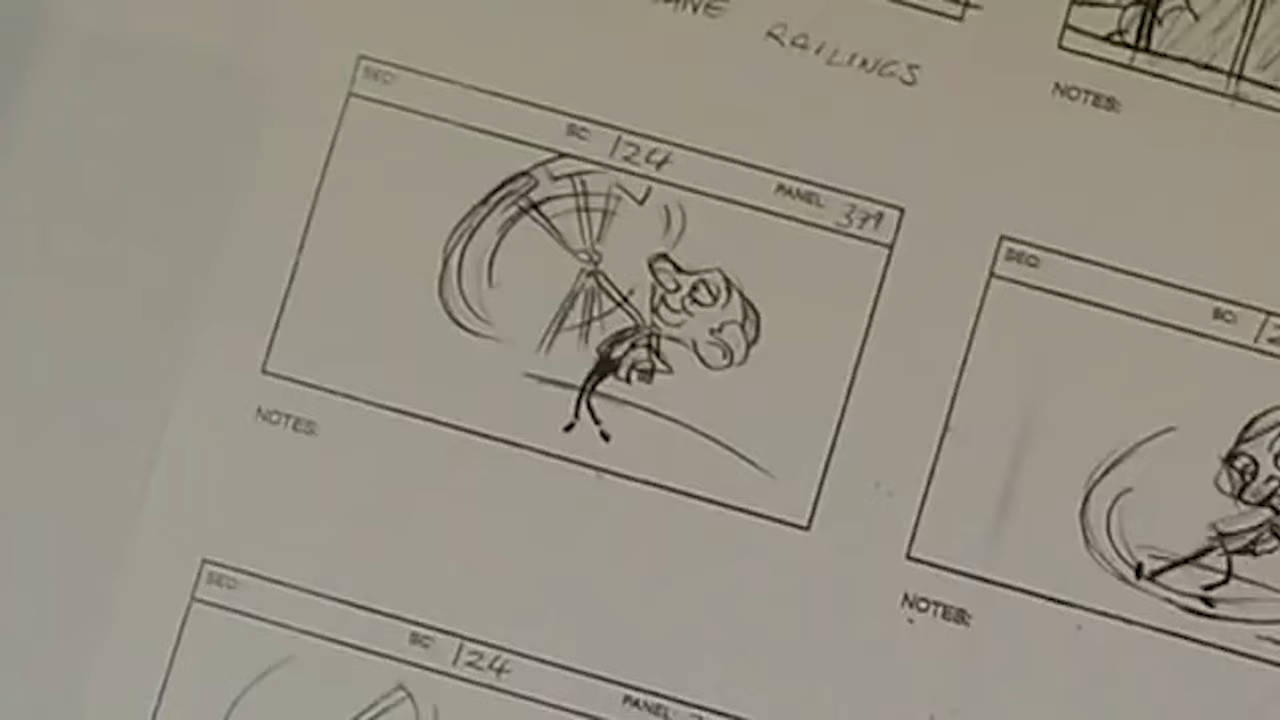 RAILINGS
NOTES:
SEQ:
SC: 124
PANEL: 379
NOTES:
SEQ:
SC:
NOTES:
SEQ:
SC: 124
PANEL: